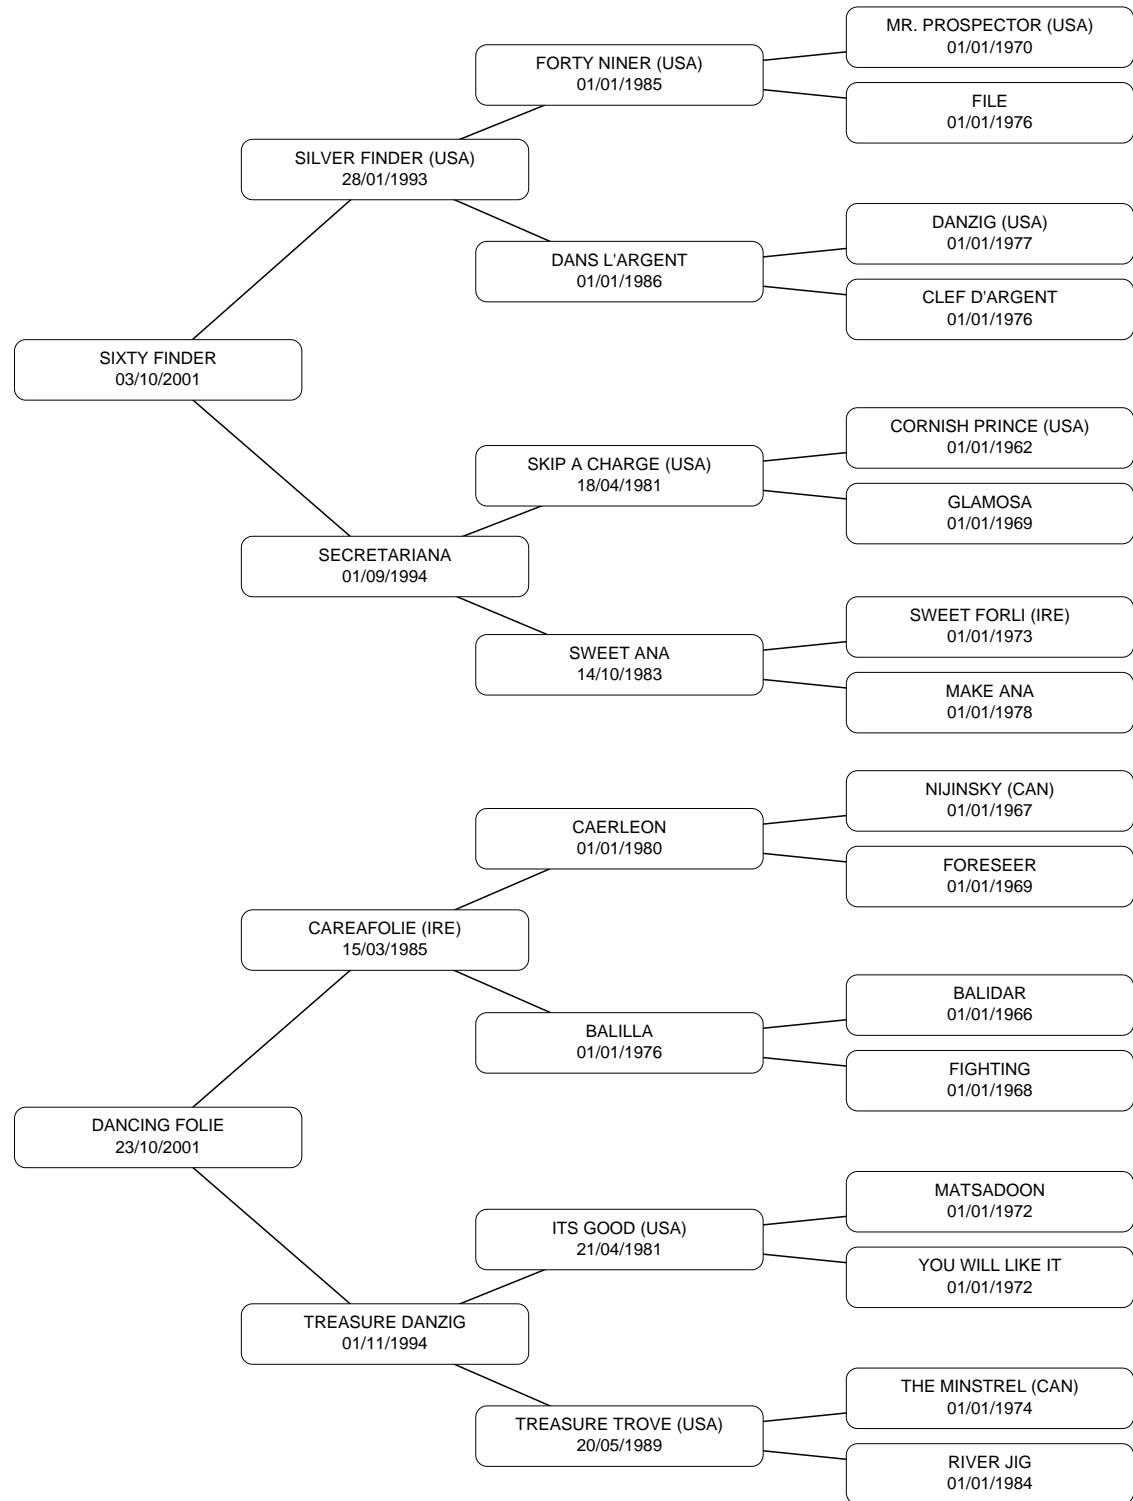 MR. PROSPECTOR (USA)
01/01/1970
FORTY NINER (USA)
01/01/1985
FILE
01/01/1976
SILVER FINDER (USA)
28/01/1993
DANZIG (USA)
01/01/1977
DANS L'ARGENT
01/01/1986
CLEF D'ARGENT
01/01/1976
SIXTY FINDER
03/10/2001
CORNISH PRINCE (USA)
01/01/1962
SKIP A CHARGE (USA)
18/04/1981
GLAMOSA
01/01/1969
SECRETARIANA
01/09/1994
SWEET FORLI (IRE)
01/01/1973
SWEET ANA
14/10/1983
MAKE ANA
01/01/1978
NIJINSKY (CAN)
01/01/1967
CAERLEON
01/01/1980
FORESEER
01/01/1969
CAREAFOLIE (IRE)
15/03/1985
BALIDAR
01/01/1966
BALILLA
01/01/1976
FIGHTING
01/01/1968
DANCING FOLIE
23/10/2001
MATSADOON
01/01/1972
ITS GOOD (USA)
21/04/1981
YOU WILL LIKE IT
01/01/1972
TREASURE DANZIG
01/11/1994
THE MINSTREL (CAN)
01/01/1974
TREASURE TROVE (USA)
20/05/1989
RIVER JIG
01/01/1984